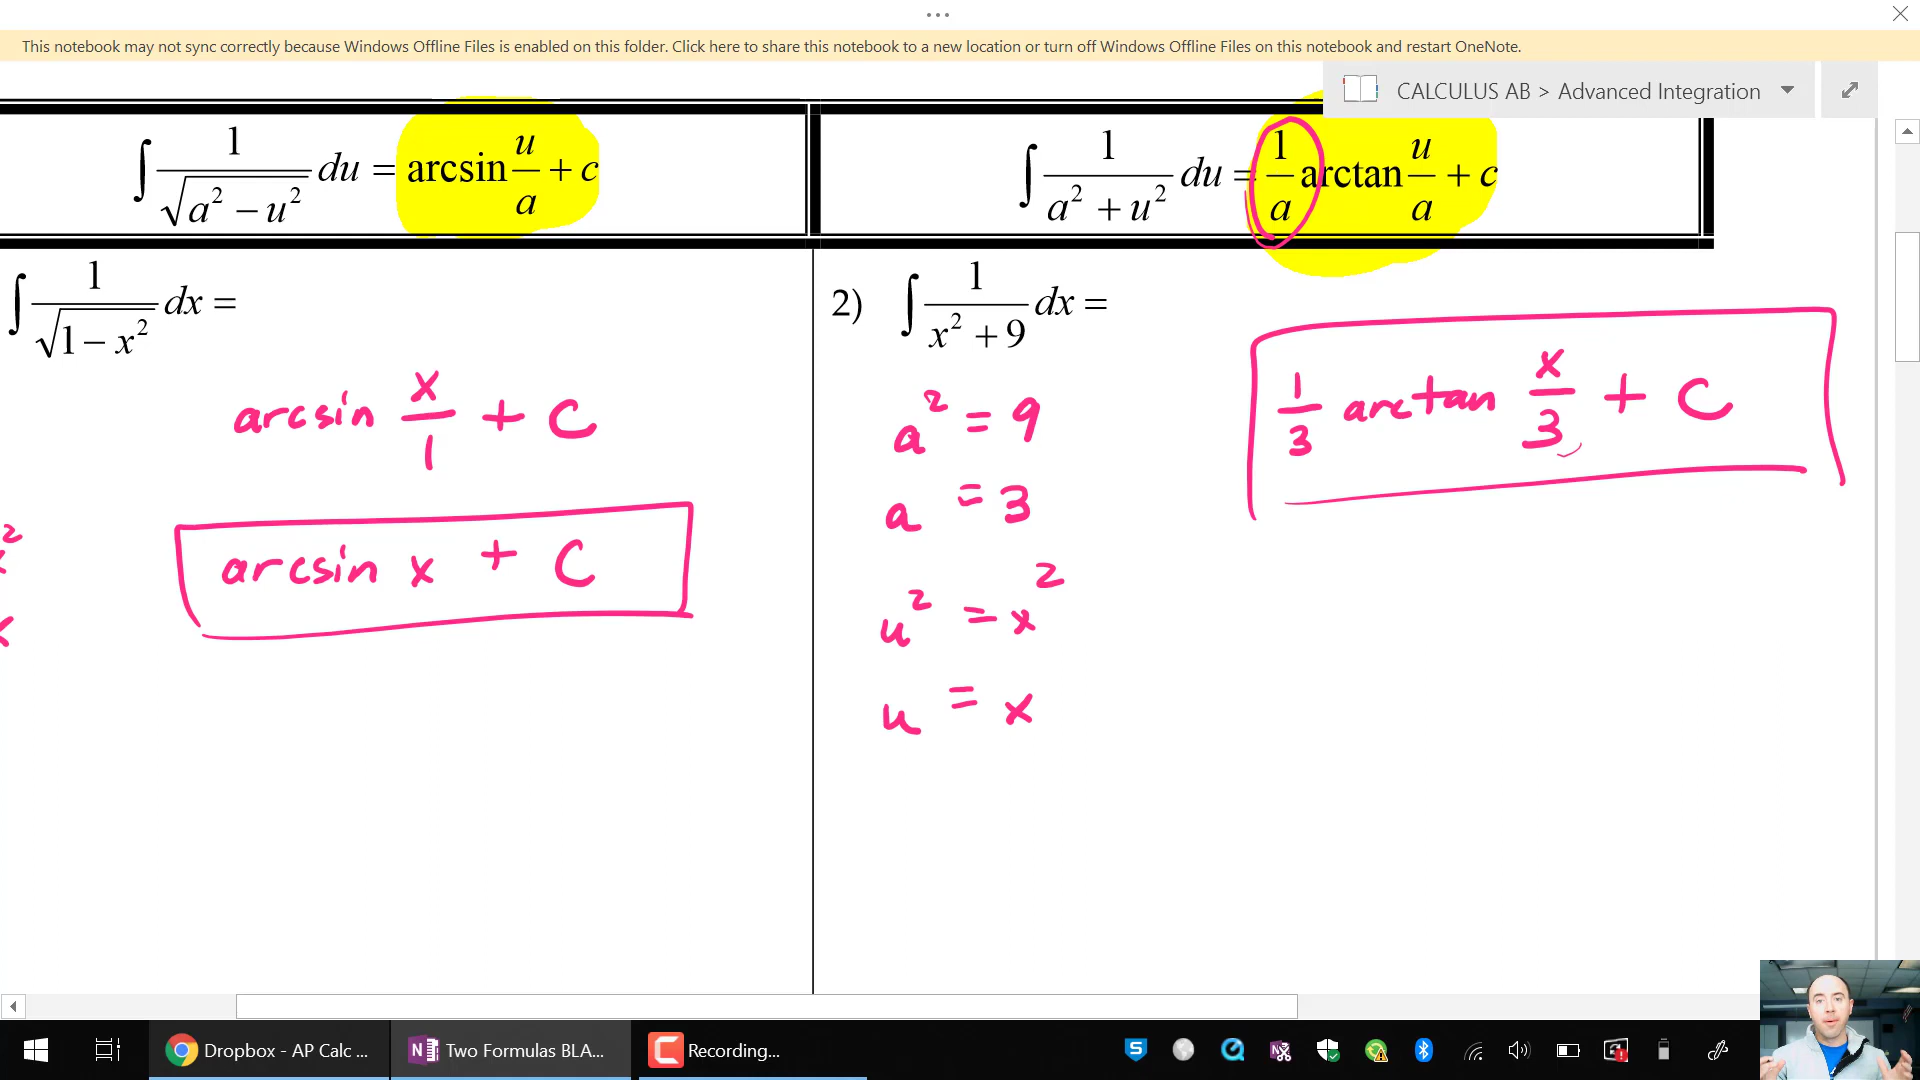 This notebook may not sync correctly because Windows Offline Files is enabled on this folder. Click here to share this notebook to a new location or turn off Windows Offline Files on this notebook and restart OneNote.
CALCULUS AB > Advanced Integration
∫ 1/√(a² − u²) du = arcsin u/a + c
∫ 1/(a² + u²) du = 1/a arctan u/a + c
∫ 1/√(1 − x²) dx =
arcsin x/1 + C
arcsin x + C
2) ∫ 1/(x² + 9) dx =
a² = 9
a = 3
u² = x²
u = x
1/3 arctan x/3 + C
Dropbox - AP Calc ...
Two Formulas BLA...
Recording...